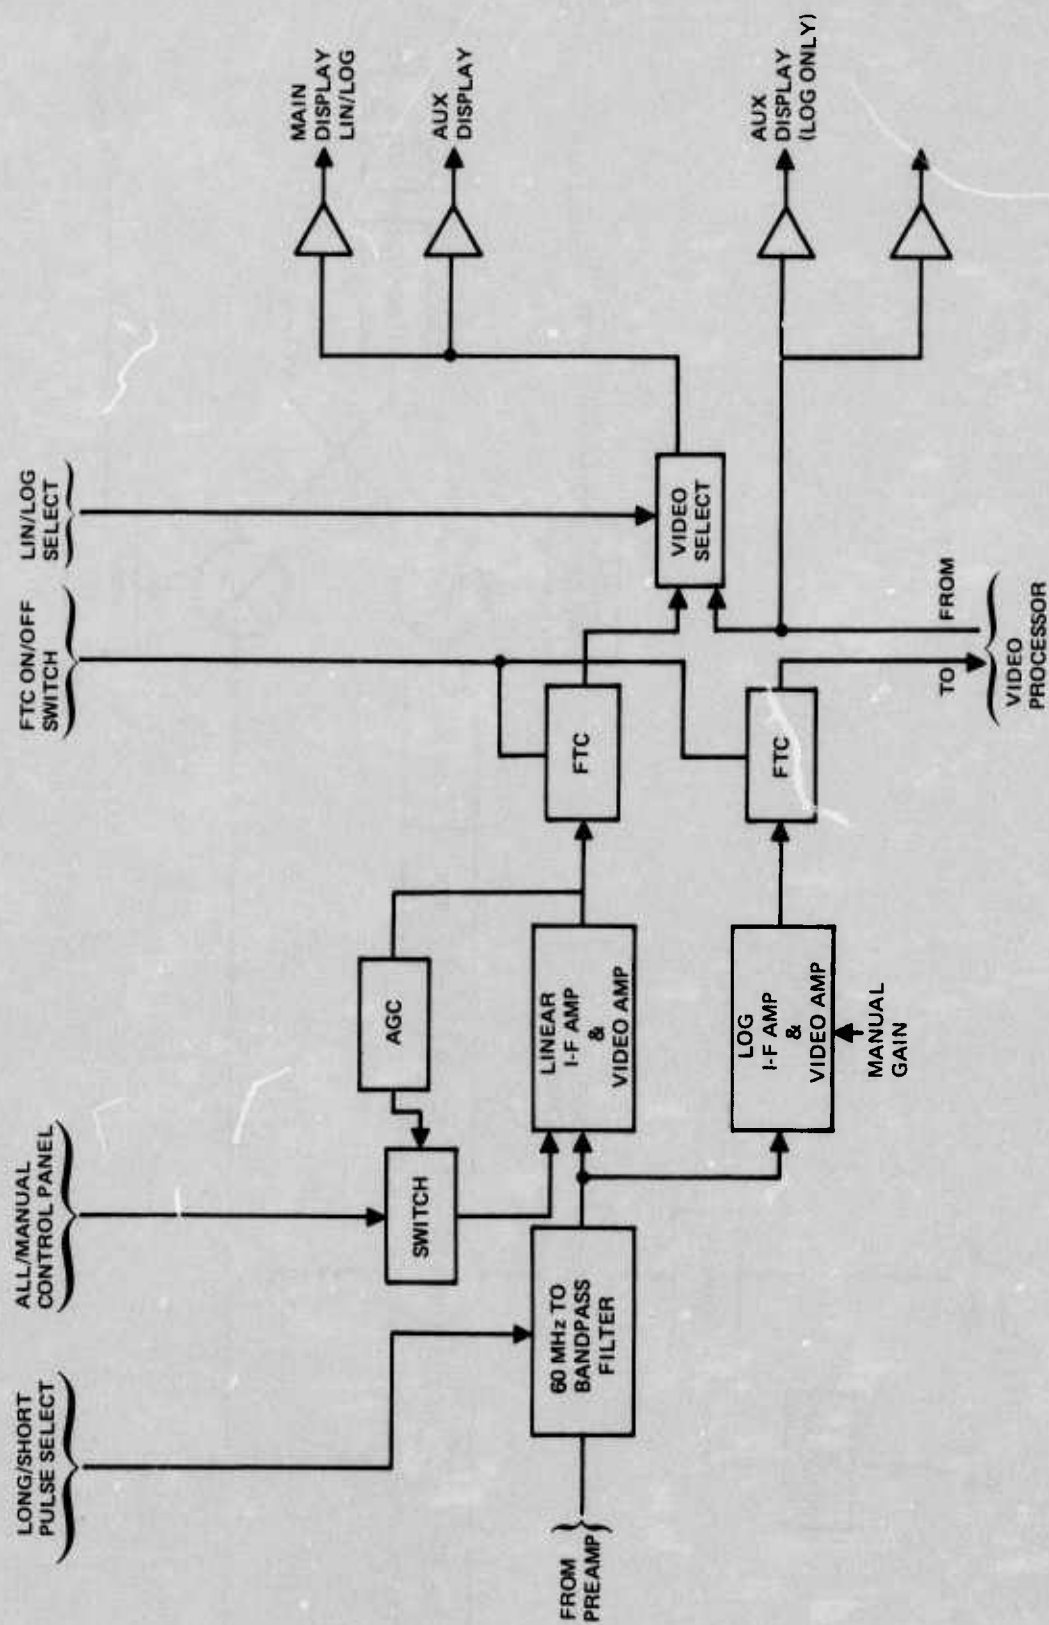 LONG/SHORT
PULSE SELECT
ALL/MANUAL
CONTROL PANEL
FTC ON/OFF
SWITCH
LIN/LOG
SELECT
MAIN
DISPLAY
LIN/LOG
AUX
DISPLAY
AGC
SWITCH
FROM
PREAMP
60 MHz TO
BANDPASS
FILTER
LINEAR
I-F AMP
&
VIDEO AMP
FTC
VIDEO
SELECT
LOG
I-F AMP
&
VIDEO AMP
MANUAL
GAIN
FTC
AUX
DISPLAY
(LOG ONLY)
TO
FROM
VIDEO
PROCESSOR